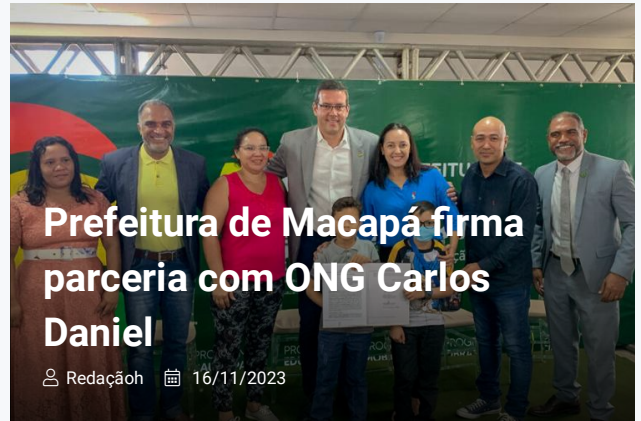 Prefeitura de Macapá firma
parceria com ONG Carlos
Daniel
Redaçãoh 16/11/2023